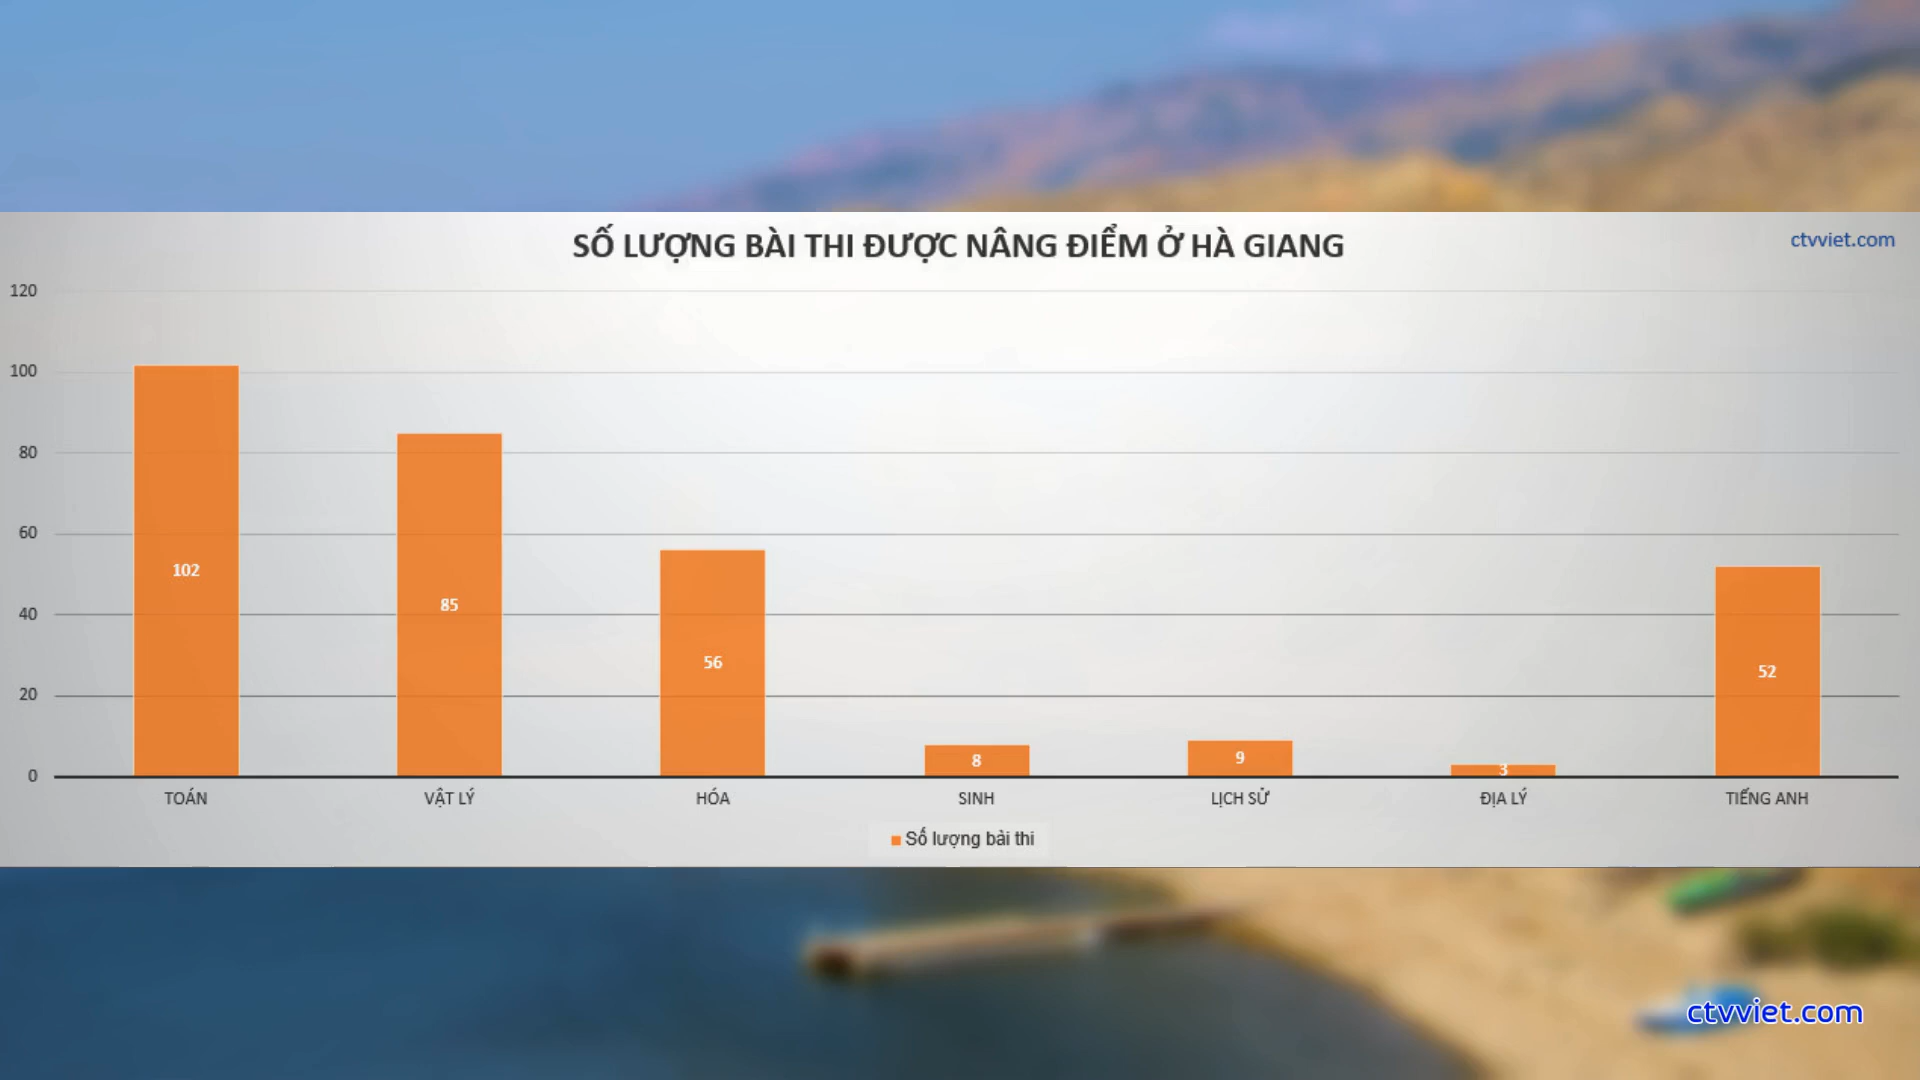 SỐ LƯỢNG BÀI THI ĐƯỢC NÂNG ĐIỂM Ở HÀ GIANG
ctvviet.com
120
100
80
60
40
20
0
102
85
56
8
9
3
52
TOÁN VẬT LÝ HÓA SINH LỊCH SỬ ĐỊA LÝ TIẾNG ANH
Số lượng bài thi
ctvviet.com